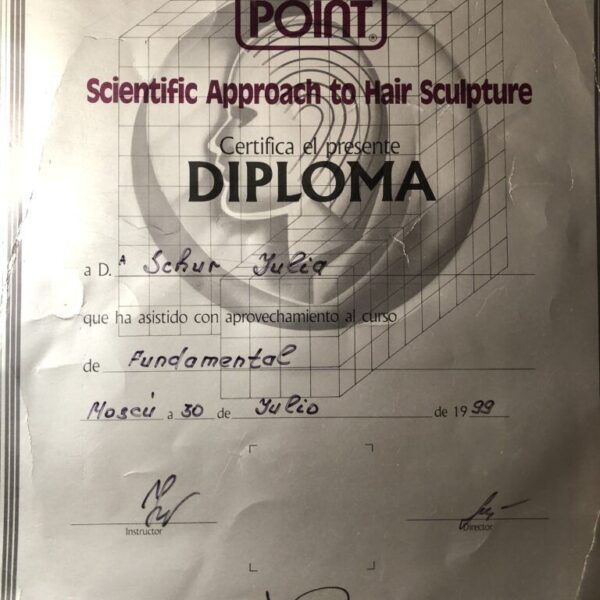 POINT®
Scientific Approach to Hair Sculpture
Certifica el presente
DIPLOMA
a D.ª Schur Yulia
que ha asistido con aprovechamiento al curso
de Fundamental
Moscú a 30 de Yulio de 1999
Instructor Director